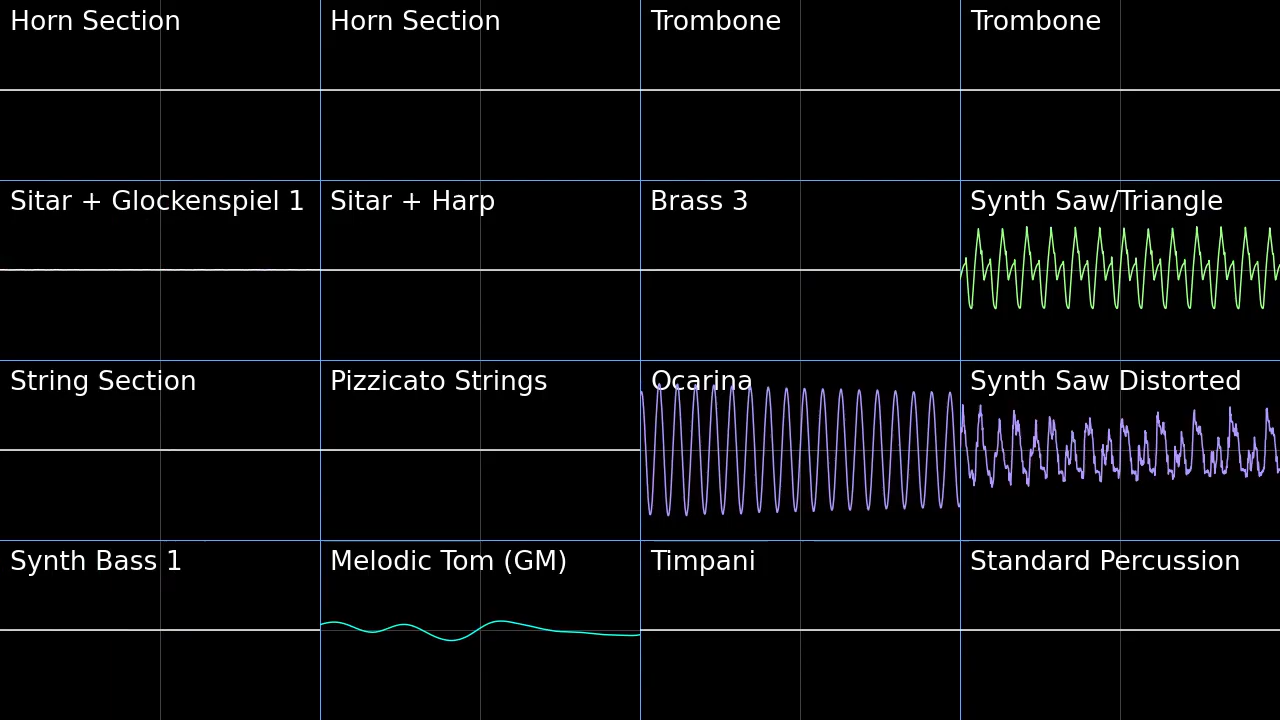 Horn Section
Horn Section
Trombone
Trombone
Sitar + Glockenspiel 1
Sitar + Harp
Brass 3
Synth Saw/Triangle
String Section
Pizzicato Strings
Ocarina
Synth Saw Distorted
Synth Bass 1
Melodic Tom (GM)
Timpani
Standard Percussion